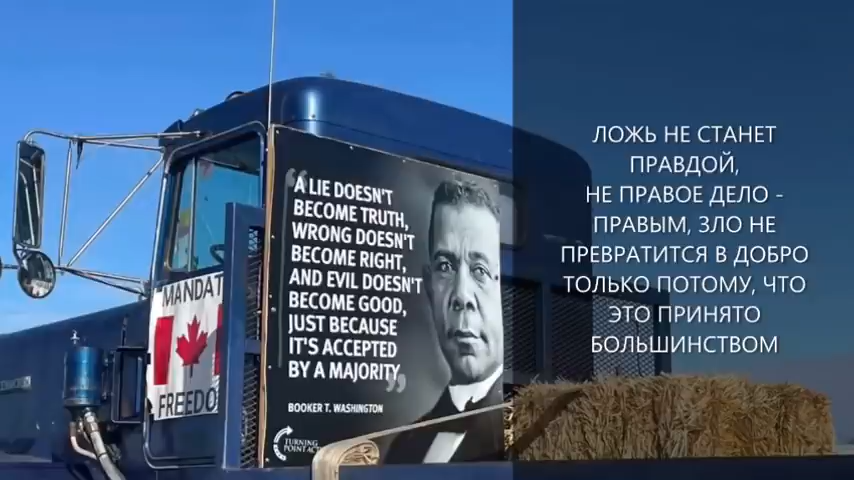 “A LIE DOESN'T
BECOME TRUTH,
WRONG DOESN'T
BECOME RIGHT,
AND EVIL DOESN'T
BECOME GOOD,
JUST BECAUSE
IT'S ACCEPTED
BY A MAJORITY”
BOOKER T. WASHINGTON
TURNING
POINT
MANDAT
FREEDO
ЛОЖЬ НЕ СТАНЕТ
ПРАВДОЙ,
НЕ ПРАВОЕ ДЕЛО -
ПРАВЫМ, ЗЛО НЕ
ПРЕВРАТИТСЯ В ДОБРО
ТОЛЬКО ПОТОМУ, ЧТО
ЭТО ПРИНЯТО
БОЛЬШИНСТВОМ